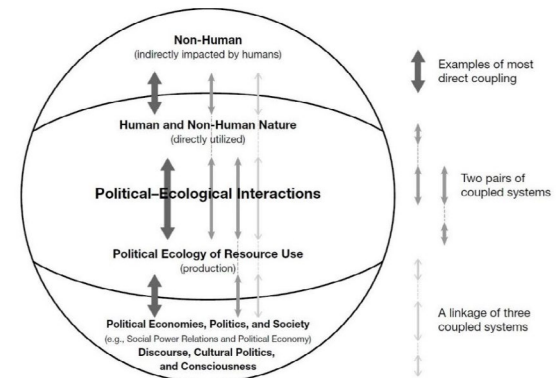 Non-Human
(indirectly impacted by humans)
Human and Non-Human Nature
(directly utilized)
Political–Ecological Interactions
Political Ecology of Resource Use
(production)
Political Economies, Politics, and Society
(e.g., Social Power Relations and Political Economy)
Discourse, Cultural Politics,
and Consciousness
Examples of most
direct coupling
Two pairs of
coupled systems
A linkage of three
coupled systems